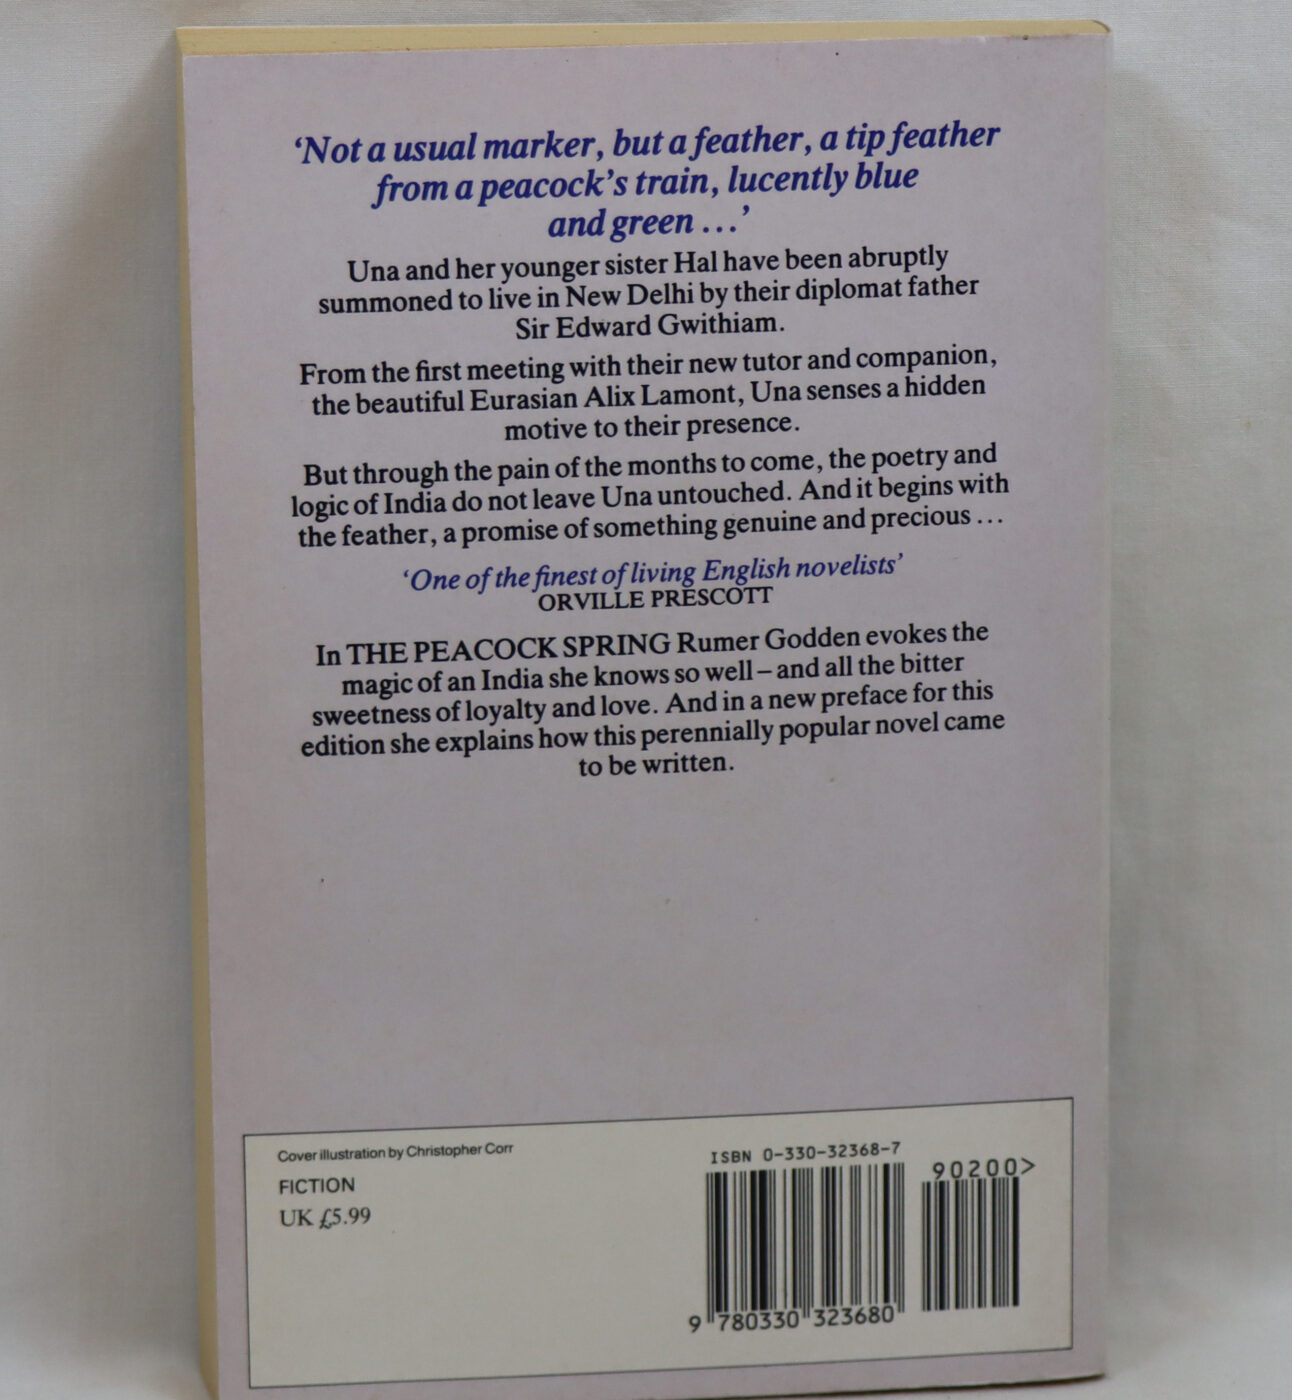 ‘Not a usual marker, but a feather, a tip feather
from a peacock’s train, lucently blue
and green ...’
Una and her younger sister Hal have been abruptly
summoned to live in New Delhi by their diplomat father
Sir Edward Gwithiam.
From the first meeting with their new tutor and companion,
the beautiful Eurasian Alix Lamont, Una senses a hidden
motive to their presence.
But through the pain of the months to come, the poetry and
logic of India do not leave Una untouched. And it begins with
the feather, a promise of something genuine and precious ...
‘One of the finest of living English novelists’
ORVILLE PRESCOTT
In THE PEACOCK SPRING Rumer Godden evokes the
magic of an India she knows so well – and all the bitter
sweetness of loyalty and love. And in a new preface for this
edition she explains how this perennially popular novel came
to be written.
Cover illustration by Christopher Corr
FICTION
UK £5.99
ISBN 0-330-32368-7
90200>
9 780330 323680